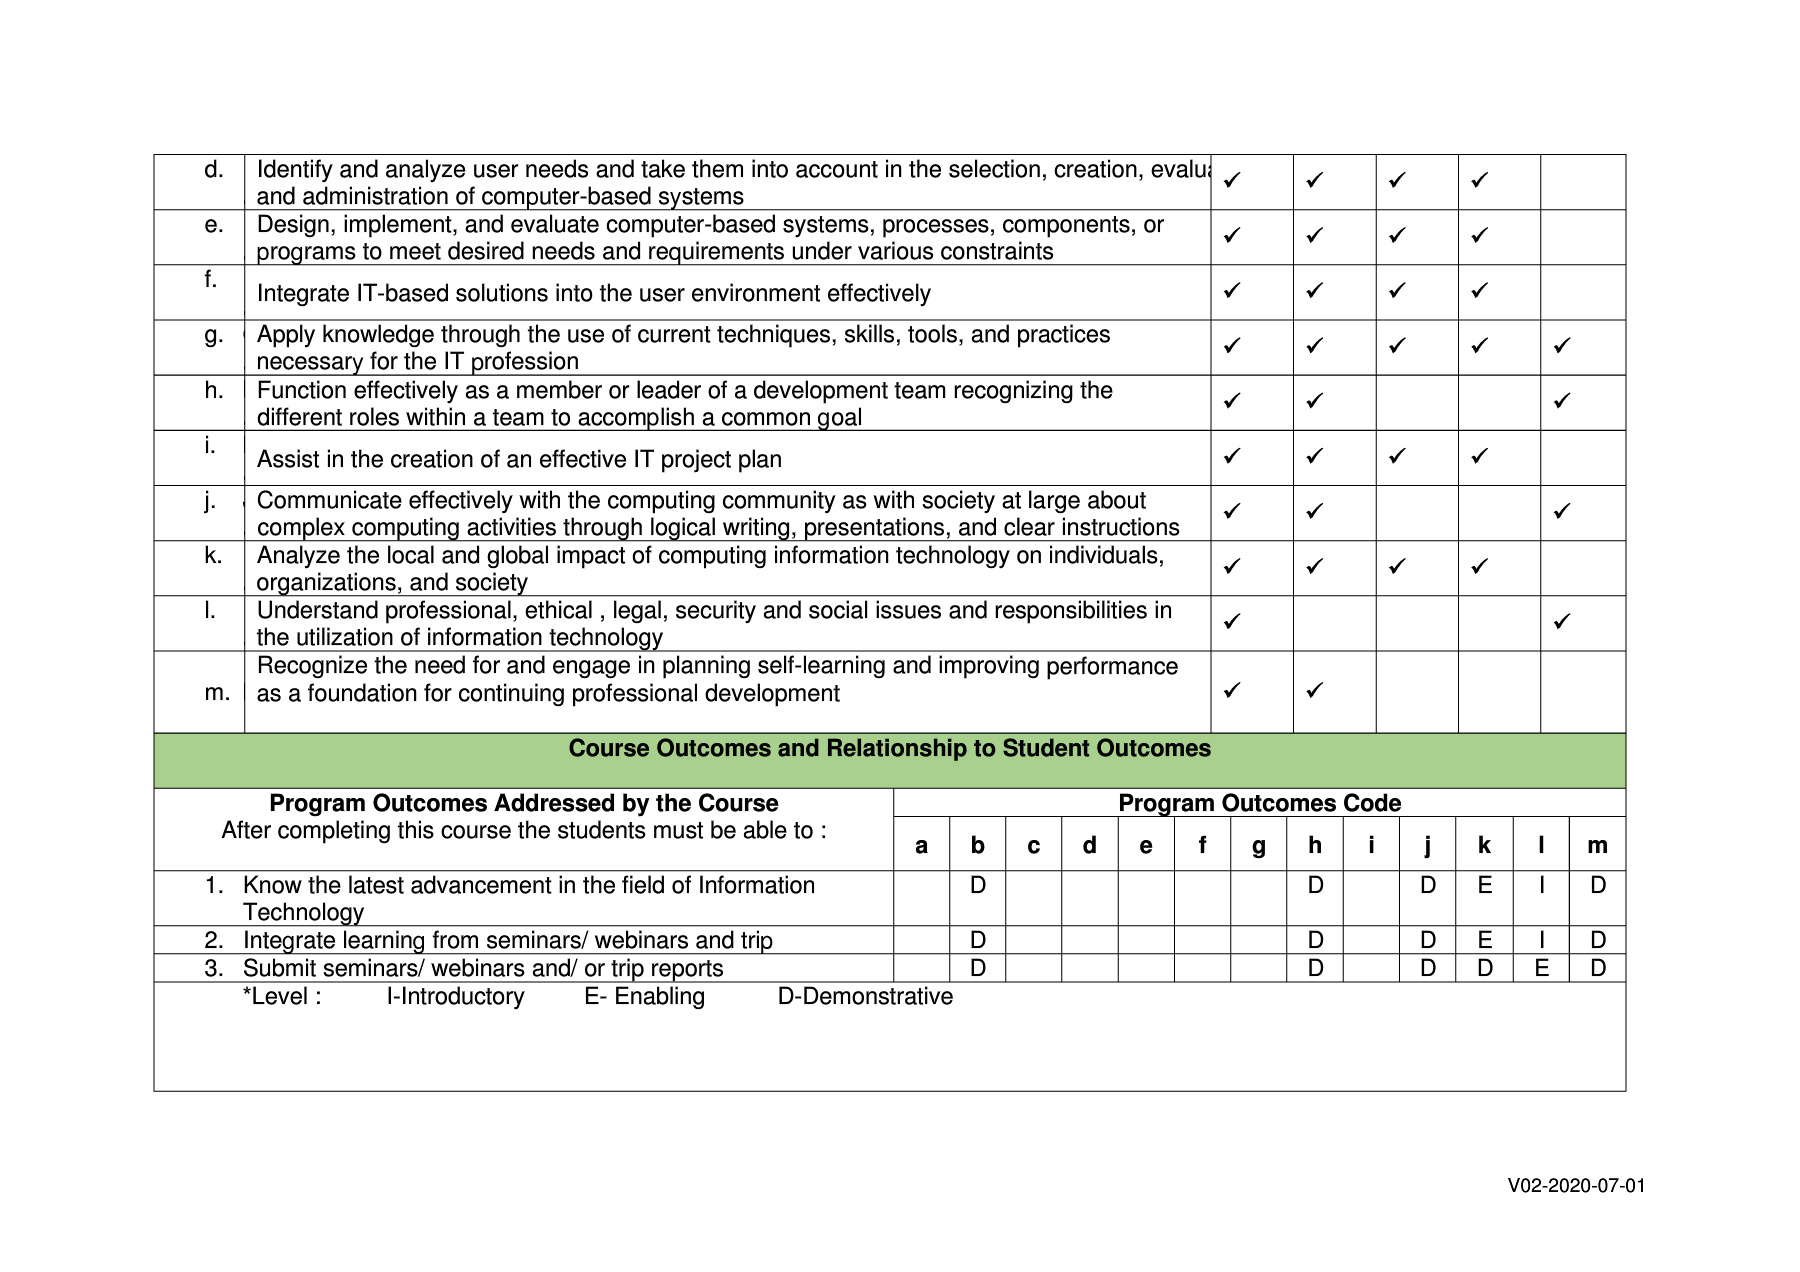 d. Identify and analyze user needs and take them into account in the selection, creation, evalua ✓ ✓ ✓ ✓
and administration of computer-based systems
e. Design, implement, and evaluate computer-based systems, processes, components, or ✓ ✓ ✓ ✓
programs to meet desired needs and requirements under various constraints
f. Integrate IT-based solutions into the user environment effectively ✓ ✓ ✓ ✓
g. Apply knowledge through the use of current techniques, skills, tools, and practices ✓ ✓ ✓ ✓ ✓
necessary for the IT profession
h. Function effectively as a member or leader of a development team recognizing the ✓ ✓ ✓
different roles within a team to accomplish a common goal
i. Assist in the creation of an effective IT project plan ✓ ✓ ✓ ✓
j. Communicate effectively with the computing community as with society at large about ✓ ✓ ✓
complex computing activities through logical writing, presentations, and clear instructions
k. Analyze the local and global impact of computing information technology on individuals, ✓ ✓ ✓ ✓
organizations, and society
l. Understand professional, ethical , legal, security and social issues and responsibilities in ✓ ✓
the utilization of information technology
Recognize the need for and engage in planning self-learning and improving performance
m. as a foundation for continuing professional development ✓ ✓
Course Outcomes and Relationship to Student Outcomes
Program Outcomes Addressed by the Course
After completing this course the students must be able to :
Program Outcomes Code
a b c d e f g h i j k l m
1. Know the latest advancement in the field of Information D D D E I D
Technology
2. Integrate learning from seminars/ webinars and trip D D D E I D
3. Submit seminars/ webinars and/ or trip reports D D D D E D
*Level : I-Introductory E- Enabling D-Demonstrative
V02-2020-07-01